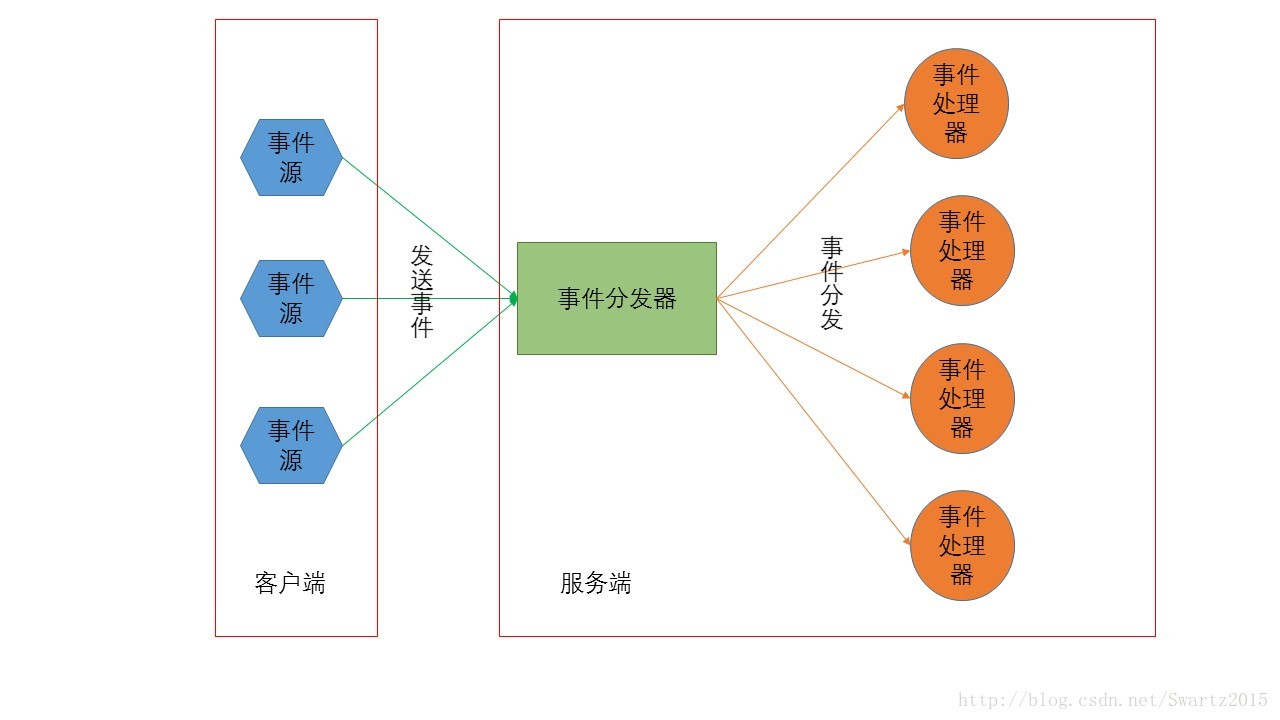 事件
源
事件
源
事件
源
客户端
发
送
事
件
事件分发器
服务端
事
件
分
发
事件
处理
器
事件
处理
器
事件
处理
器
事件
处理
器
http://blog.csdn.net/Swartz2015